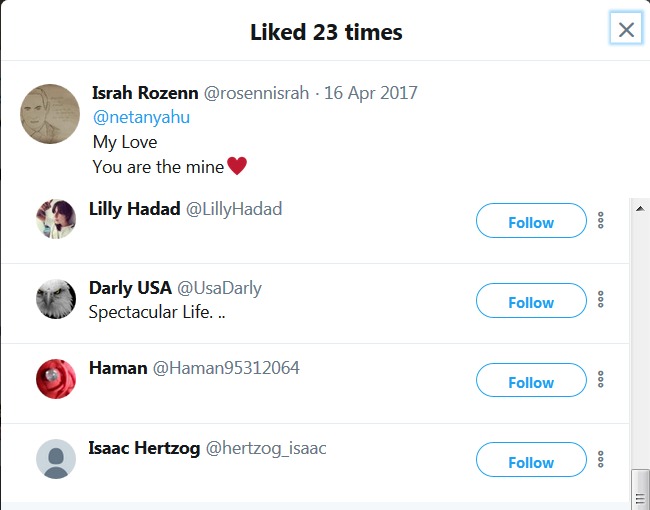 Liked 23 times
Israh Rozenn @rosennisrah · 16 Apr 2017
@netanyahu
My Love
You are the mine❤
Lilly Hadad @LillyHadad
Follow
Darly USA @UsaDarly
Follow
Spectacular Life. ..
Haman @Haman95312064
Follow
Isaac Hertzog @hertzog_isaac
Follow